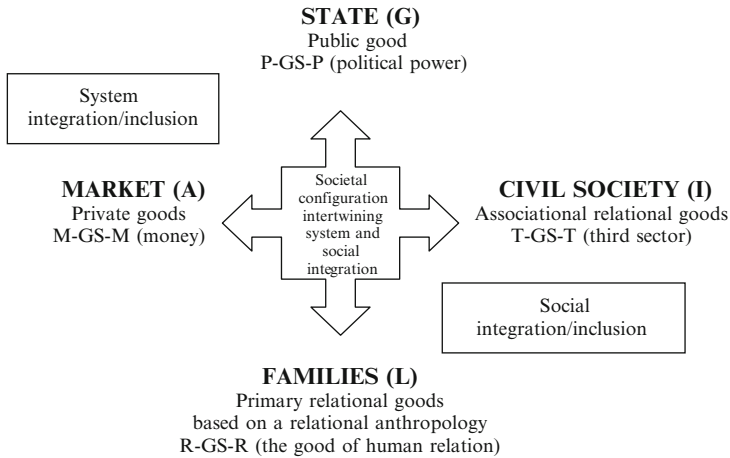 STATE (G)
Public good
P-GS-P (political power)
System
integration/inclusion
MARKET (A)
Private goods
M-GS-M (money)
Societal
configuration
intertwining
system and
social
integration
CIVIL SOCIETY (I)
Associational relational goods
T-GS-T (third sector)
Social
integration/inclusion
FAMILIES (L)
Primary relational goods
based on a relational anthropology
R-GS-R (the good of human relation)